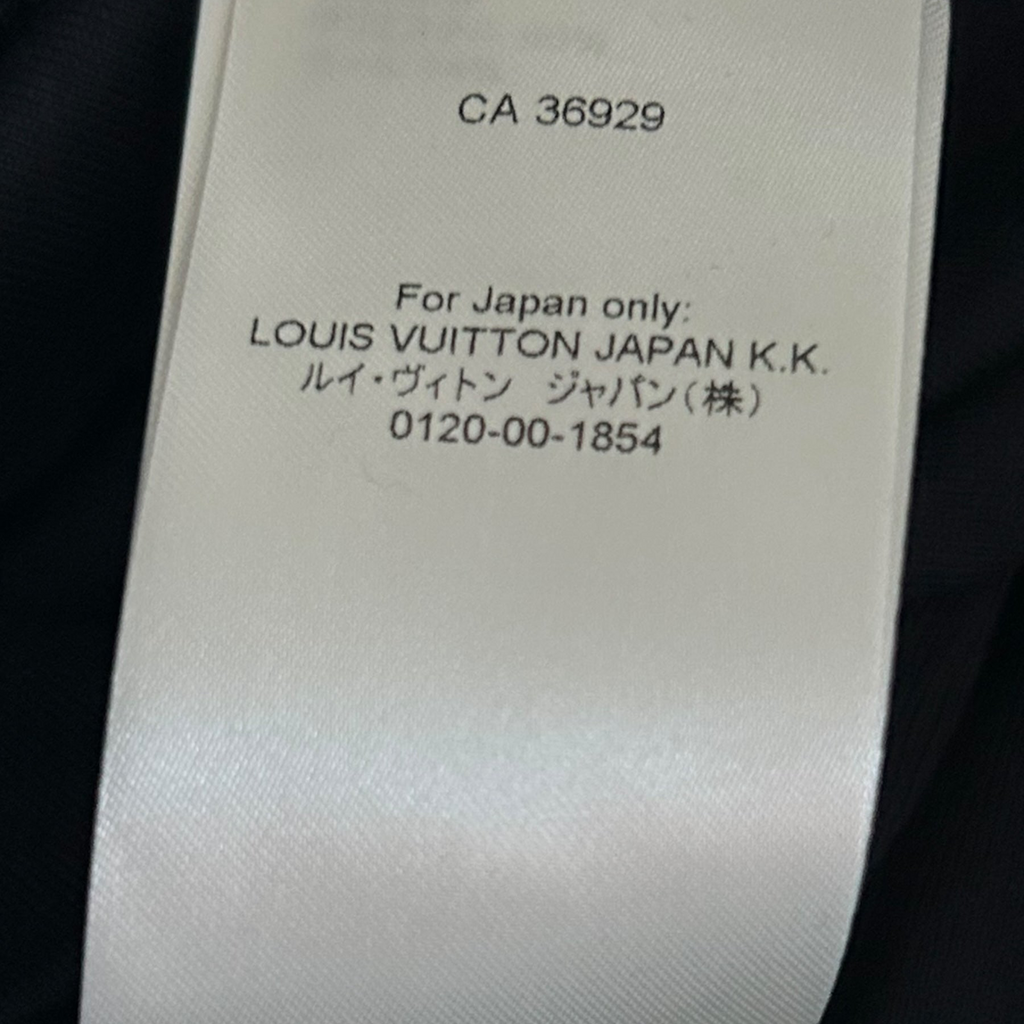 CA 36929
For Japan only:
LOUIS VUITTON JAPAN K.K.
ルイ・ヴィトン　ジャパン(株)
0120-00-1854